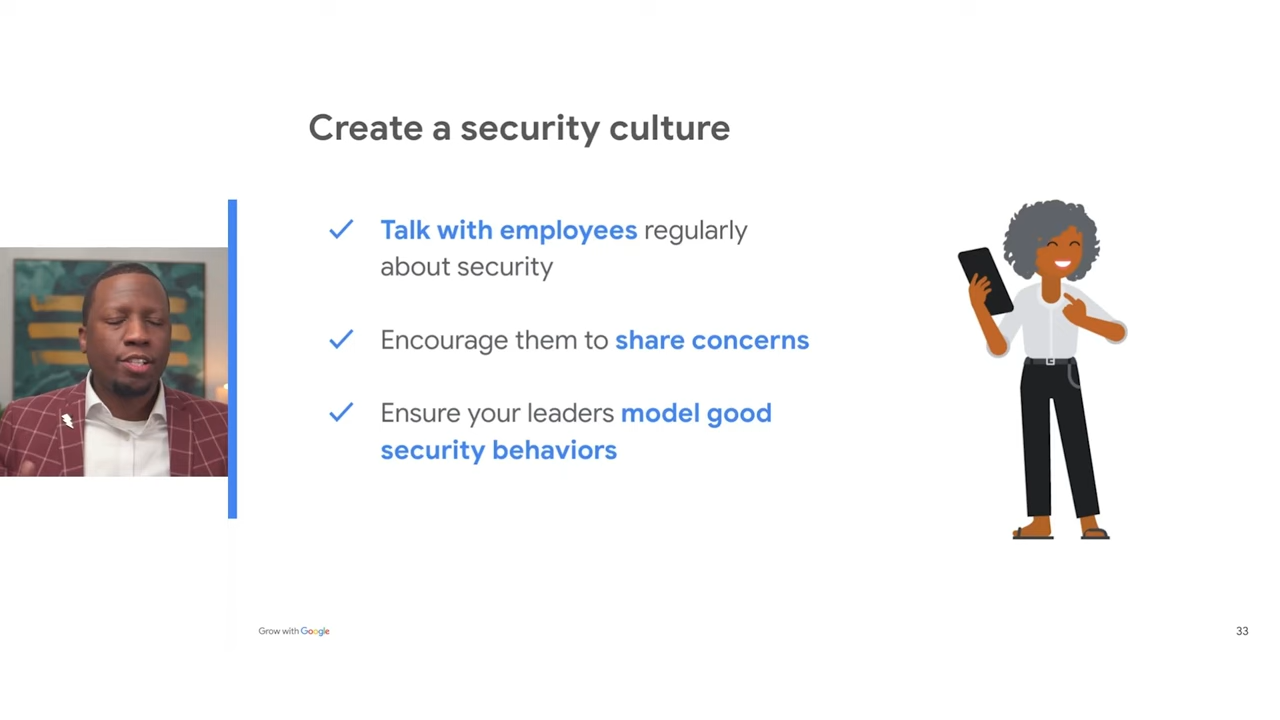 Create a security culture
Talk with employees regularly
about security
Encourage them to share concerns
Ensure your leaders model good
security behaviors
Grow with Google
33